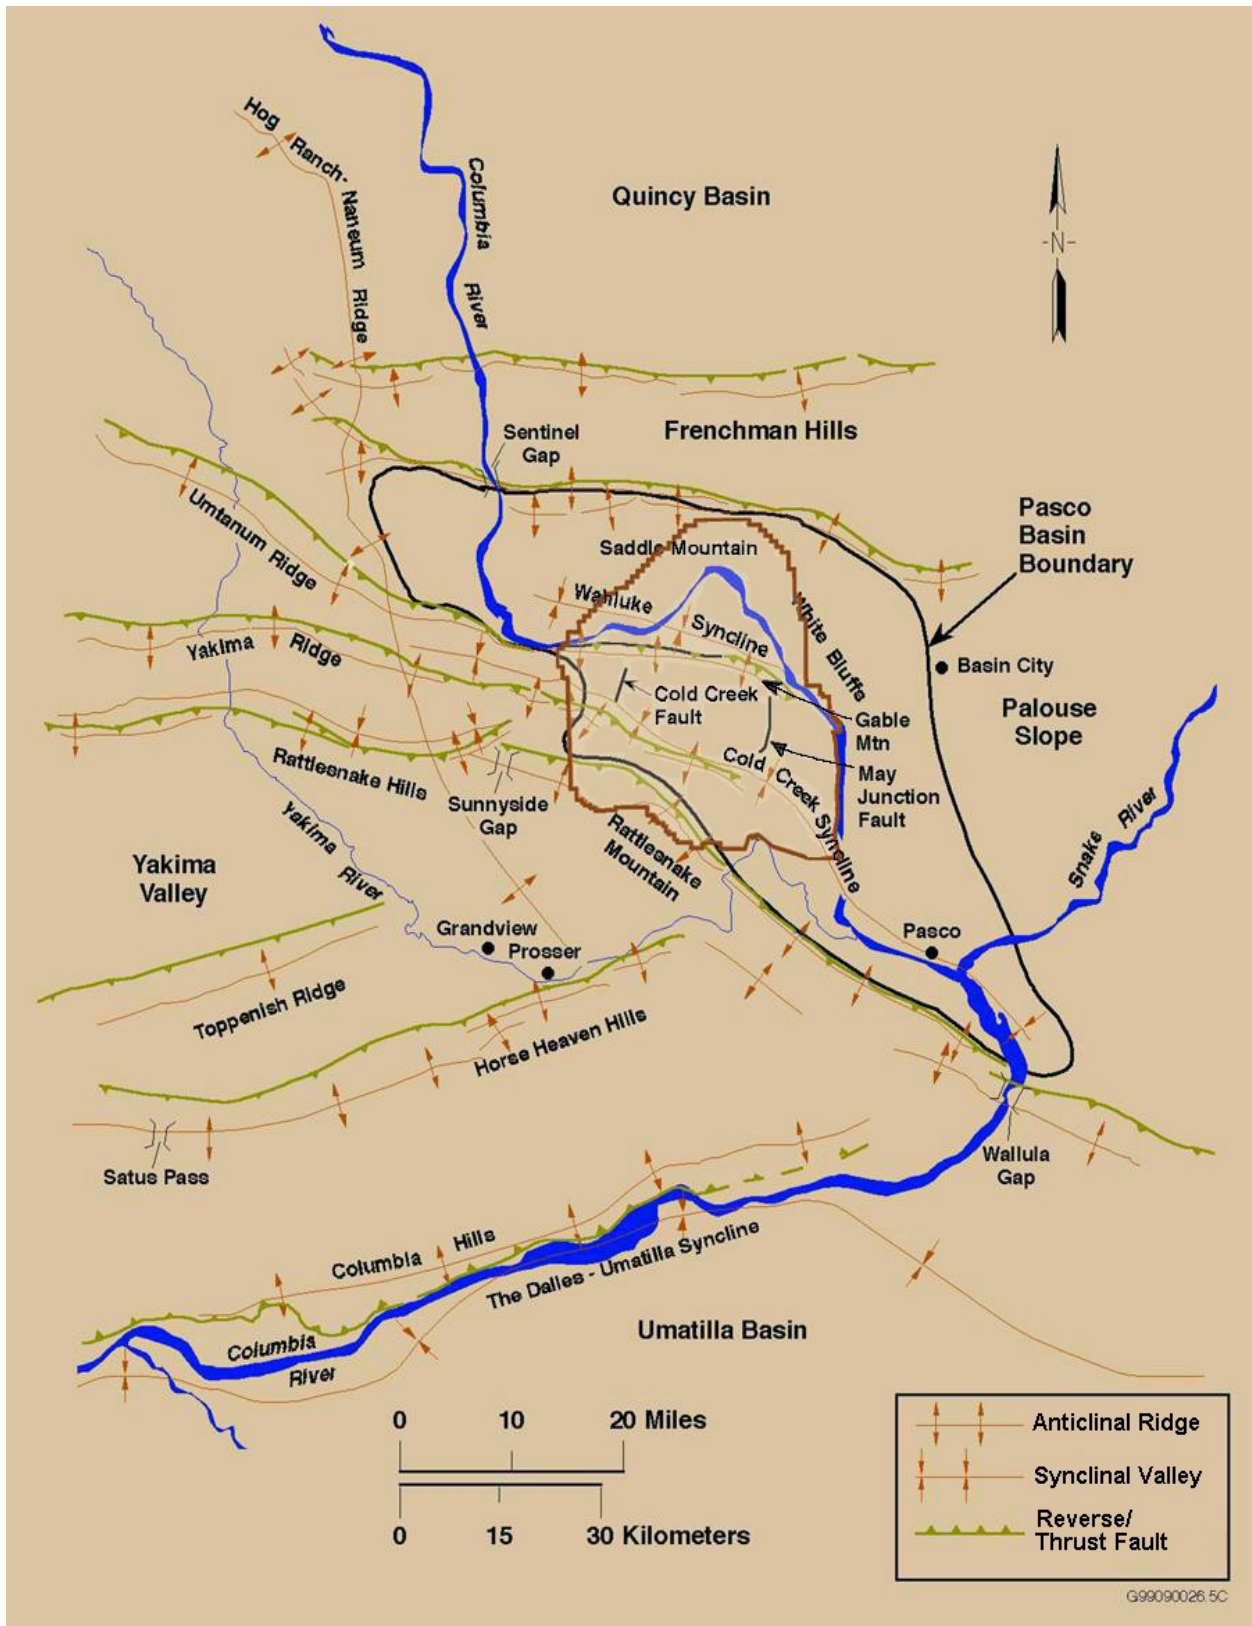 Hog
Ranch-
Naneum
Ridge
Columbia
River
Quincy Basin
-N-
Sentinel
Gap
Frenchman Hills
Umtanum Ridge
Pasco
Basin
Boundary
Saddle Mountain
Wahluke
Syncline
White Bluffs
Yakima
Ridge
Basin City
Cold Creek
Fault
Gable
Mtn
Palouse
Slope
Cold Creek Syncline
May
Junction
Fault
Rattlesnake Hills
Sunnyside
Gap
Rattlesnake
Mountain
Snake
River
Yakima
River
Yakima
Valley
Grandview
Prosser
Pasco
Toppenish Ridge
Horse Heaven Hills
Satus Pass
Wallula
Gap
Columbia
Hills
The Dalles - Umatilla Syncline
Columbia
River
Umatilla Basin
0 10 20 Miles
0 15 30 Kilometers
Anticlinal Ridge
Synclinal Valley
Reverse/
Thrust Fault
G99090026.5C